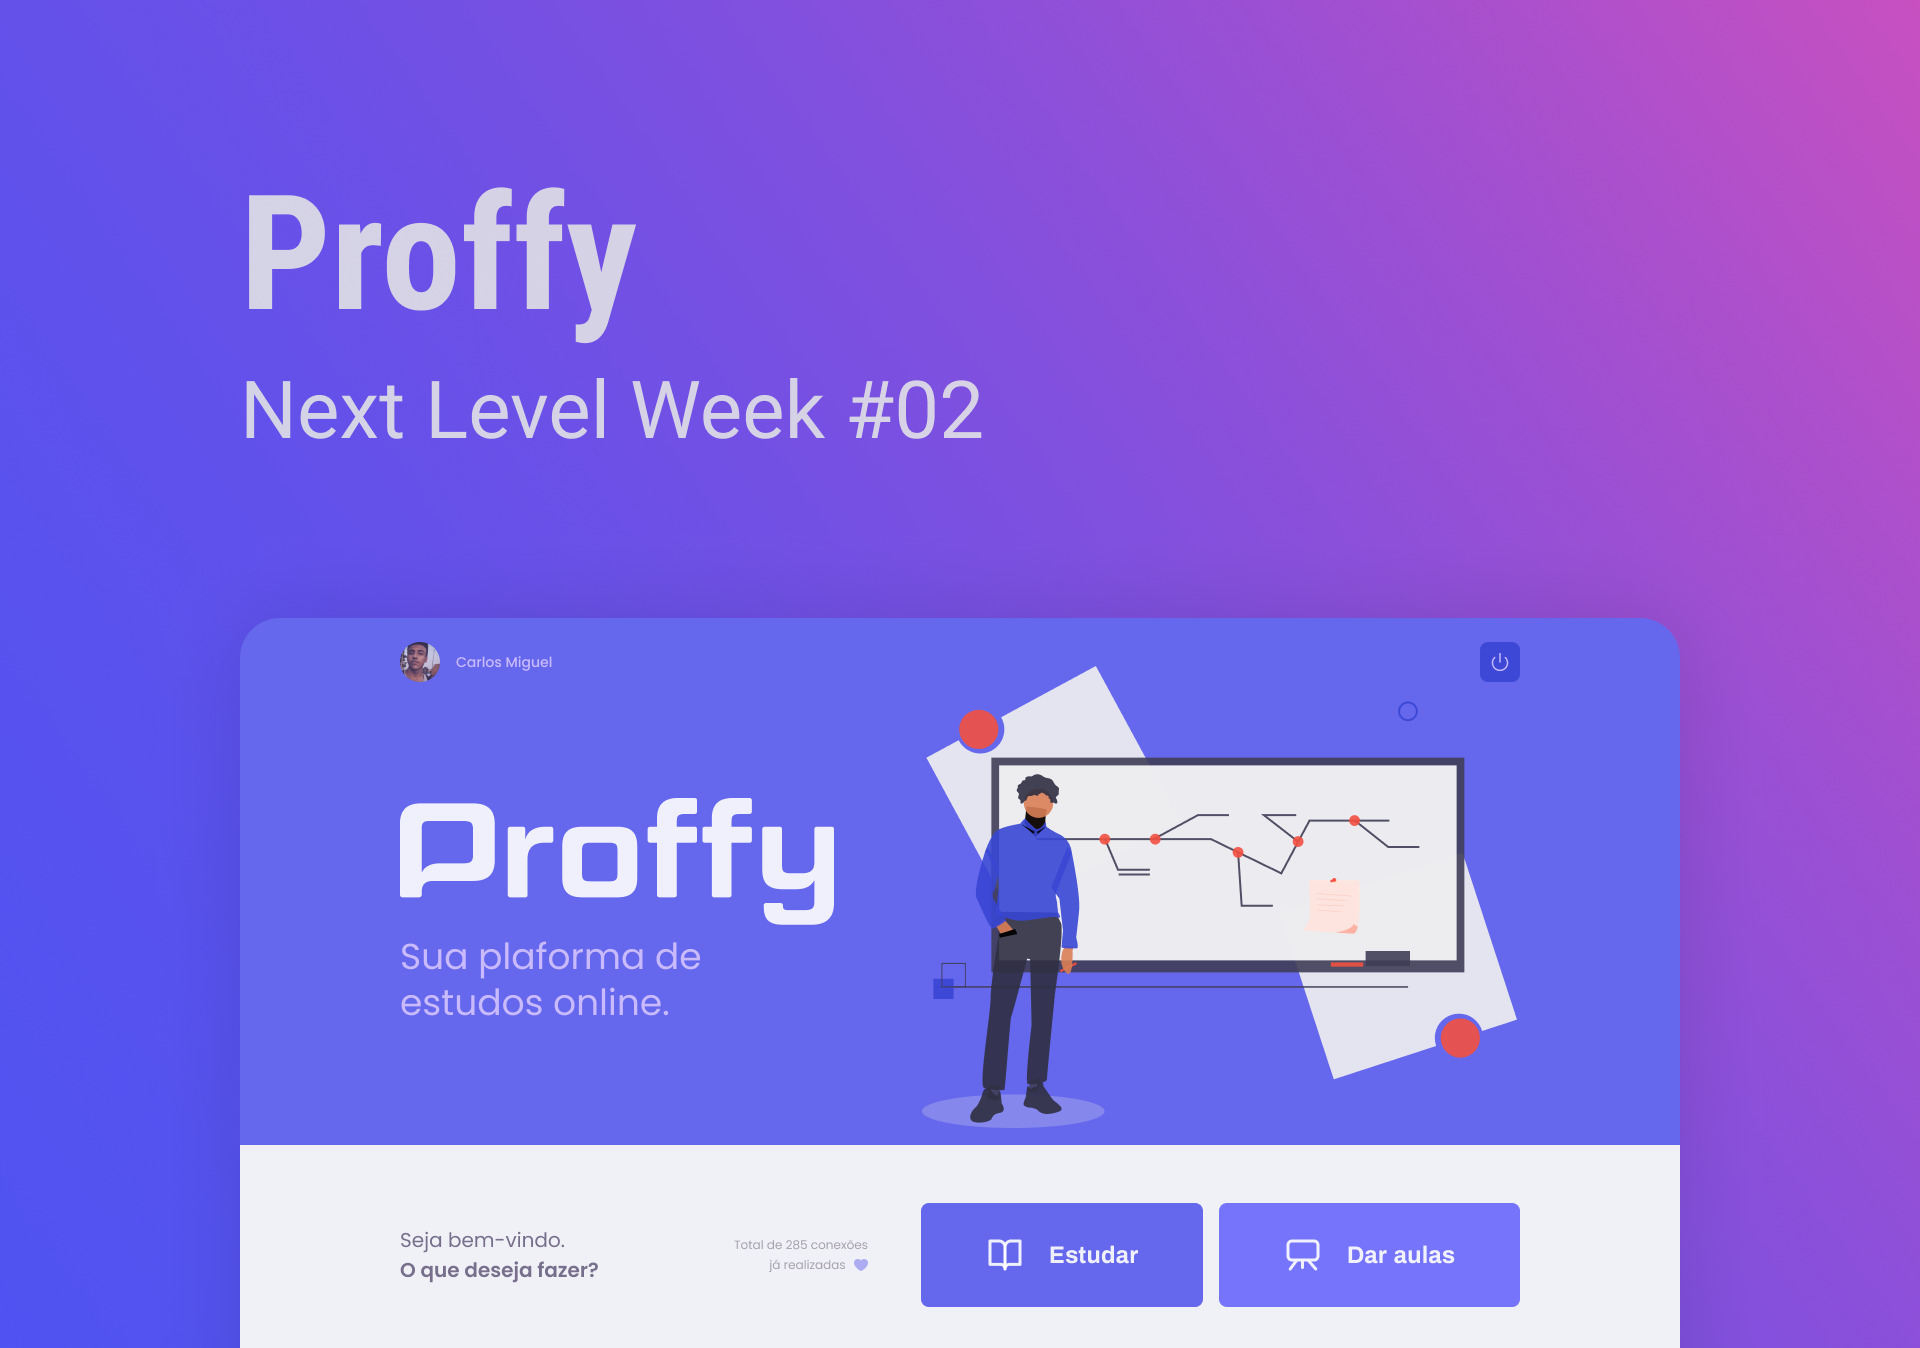 Proffy
Next Level Week #02
Carlos Miguel
Proffy
Sua plaforma de
estudos online.
Seja bem-vindo.
O que deseja fazer?
Total de 285 conexões
já realizadas
Estudar
Dar aulas